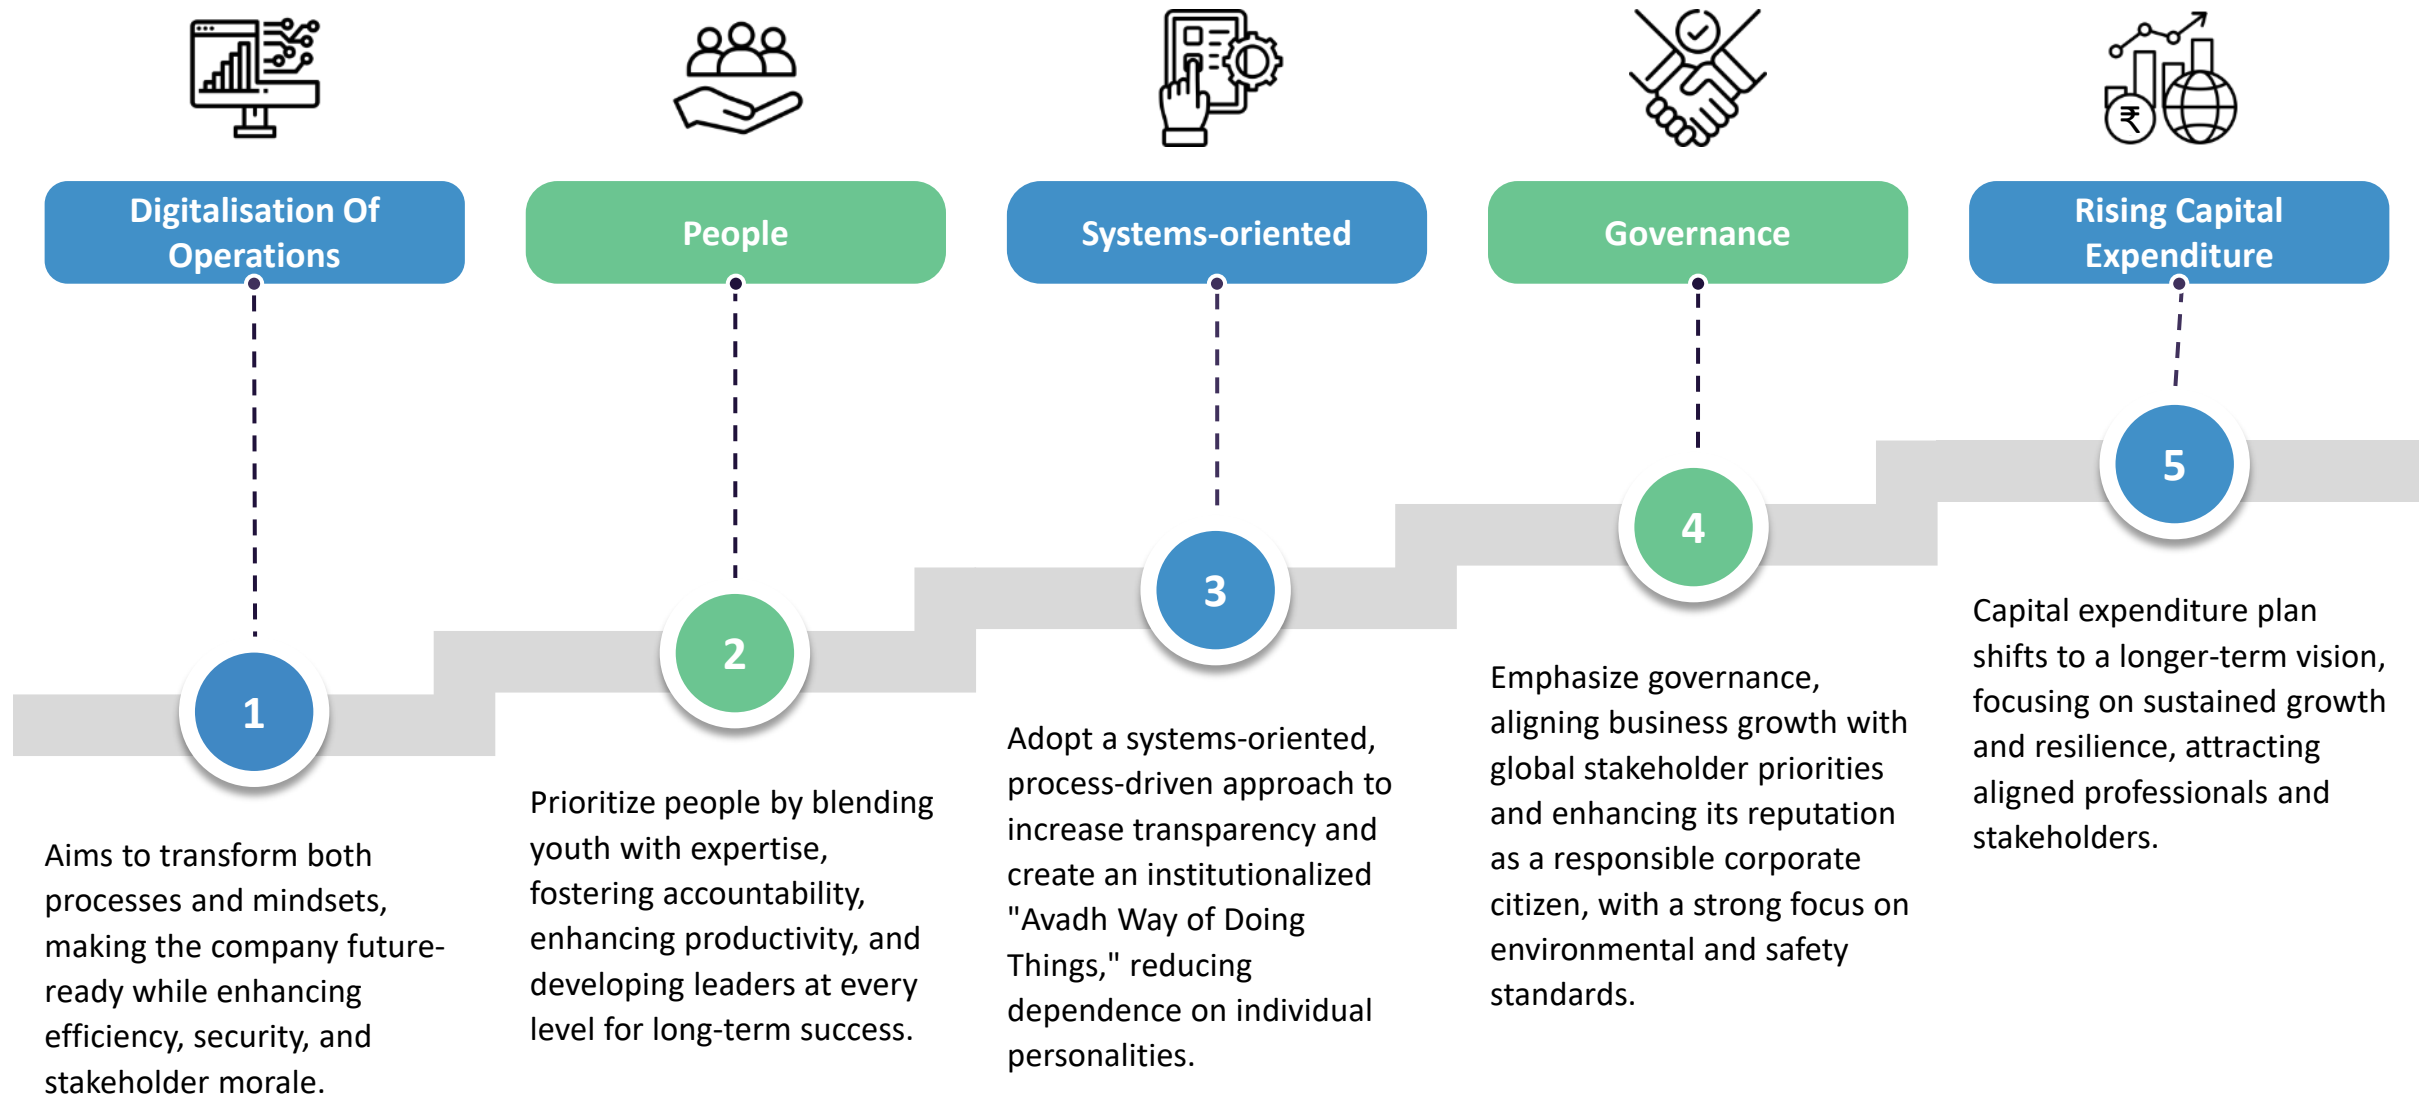 ₹
Digitalisation Of
Operations
People
Systems-oriented
Governance
Rising Capital
Expenditure
1
Aims to transform both
processes and mindsets,
making the company future-
ready while enhancing
efficiency, security, and
stakeholder morale.
2
Prioritize people by blending
youth with expertise,
fostering accountability,
enhancing productivity, and
developing leaders at every
level for long-term success.
3
Adopt a systems-oriented,
process-driven approach to
increase transparency and
create an institutionalized
"Avadh Way of Doing
Things," reducing
dependence on individual
personalities.
4
Emphasize governance,
aligning business growth with
global stakeholder priorities
and enhancing its reputation
as a responsible corporate
citizen, with a strong focus on
environmental and safety
standards.
5
Capital expenditure plan
shifts to a longer-term vision,
focusing on sustained growth
and resilience, attracting
aligned professionals and
stakeholders.